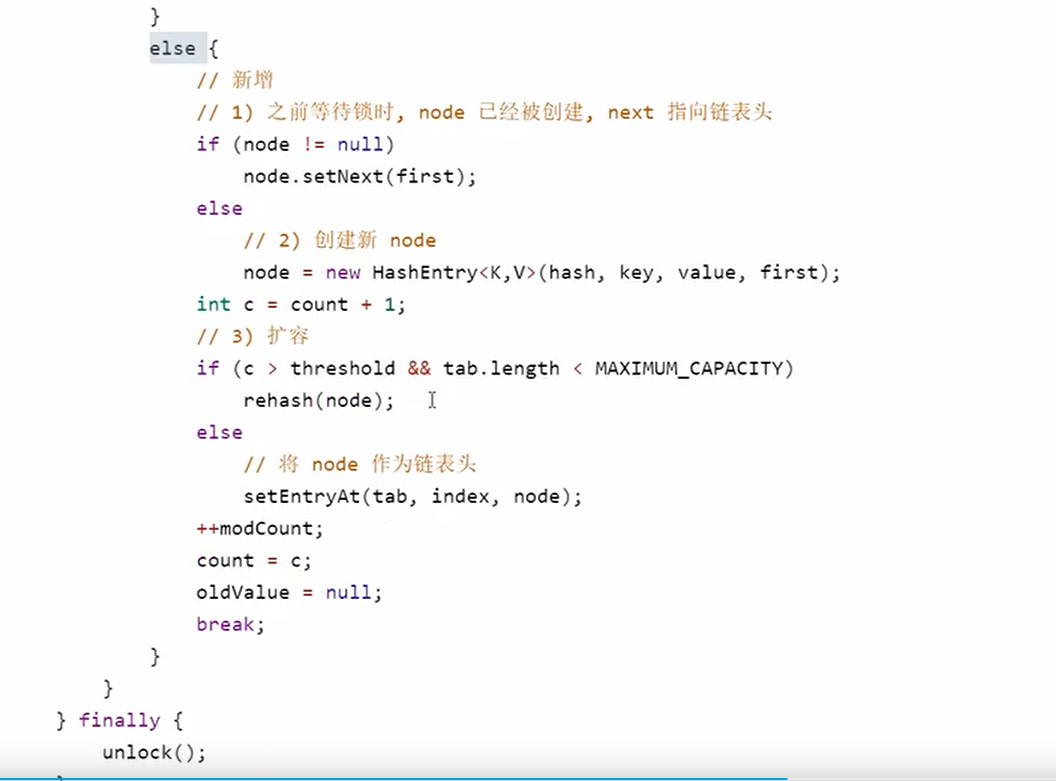 }
else {
// 新增
// 1) 之前等待锁时, node 已经被创建, next 指向链表头
if (node != null)
node.setNext(first);
else
// 2) 创建新 node
node = new HashEntry<K,V>(hash, key, value, first);
int c = count + 1;
// 3) 扩容
if (c > threshold && tab.length < MAXIMUM_CAPACITY)
rehash(node);
else
// 将 node 作为链表头
setEntryAt(tab, index, node);
++modCount;
count = c;
oldValue = null;
break;
}
}
} finally {
unlock();